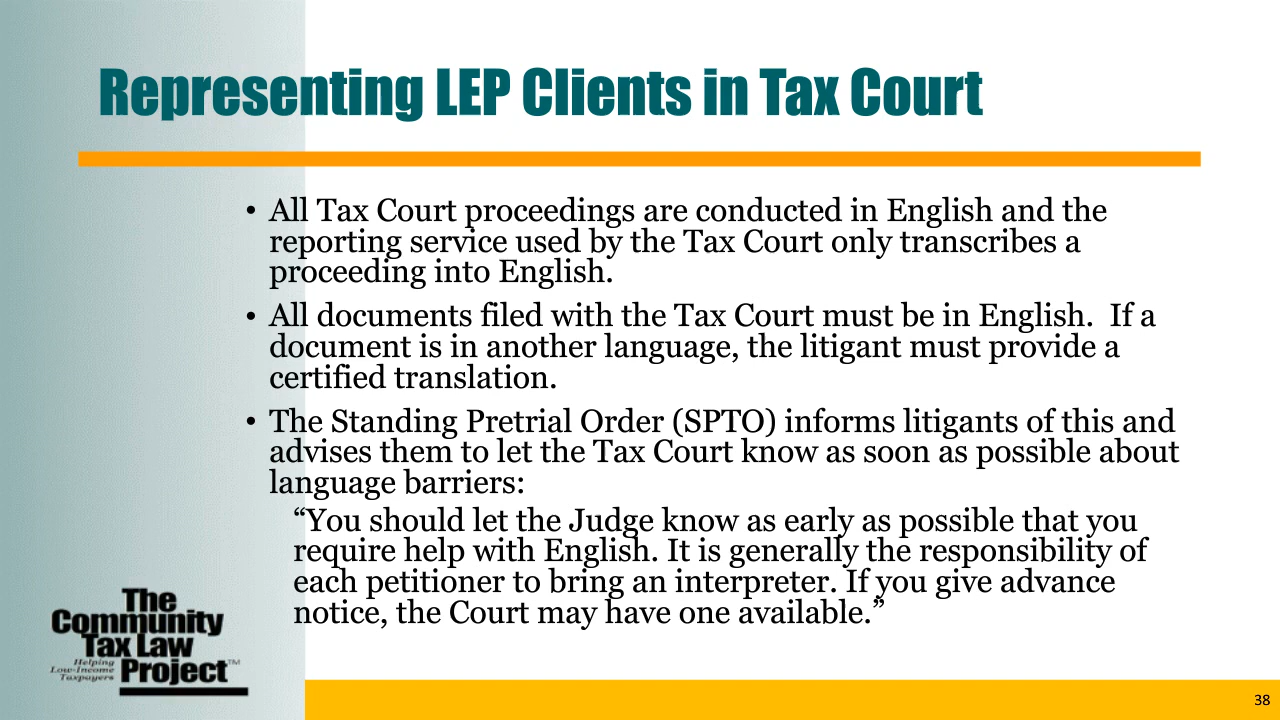 Representing LEP Clients in Tax Court
• All Tax Court proceedings are conducted in English and the
reporting service used by the Tax Court only transcribes a
proceeding into English.
• All documents filed with the Tax Court must be in English.  If a
document is in another language, the litigant must provide a
certified translation.
• The Standing Pretrial Order (SPTO) informs litigants of this and
advises them to let the Tax Court know as soon as possible about
language barriers:
“You should let the Judge know as early as possible that you
require help with English. It is generally the responsibility of
each petitioner to bring an interpreter. If you give advance
notice, the Court may have one available.”
The
Community
Tax Law
Helping
Low-Income
Taxpayers
Project™
38